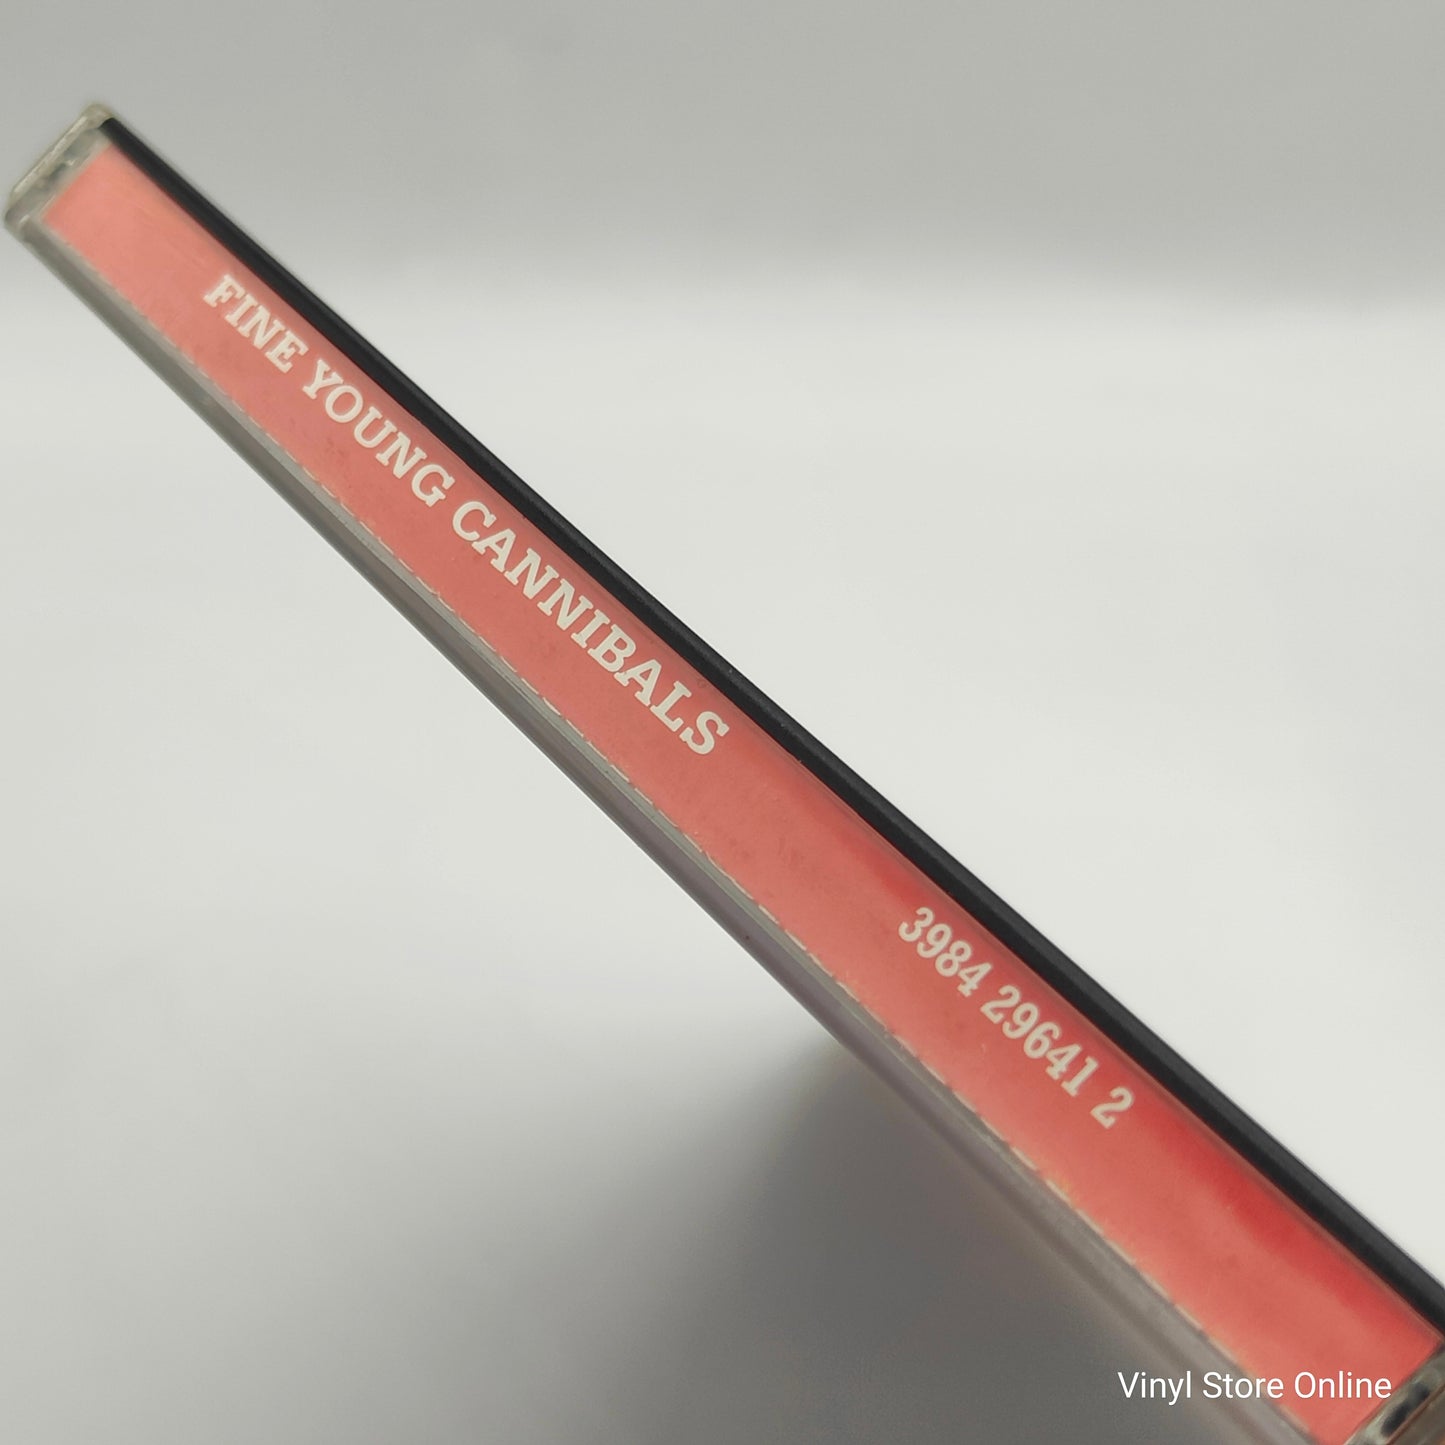 FINE YOUNG CANNIBALS
3984 29641 2
Vinyl Store Online